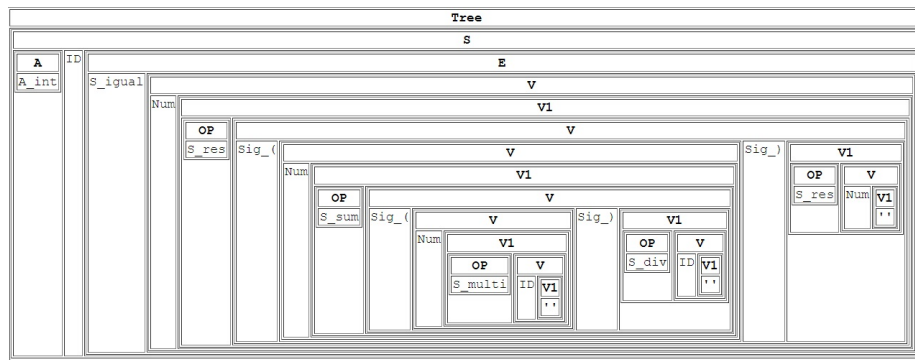 Tree
S
A ID E
A_int S_igual V
Num V1
OP V
S_res Sig_( V Sig_) V1
Num V1 OP V
OP V S_res Num V1
S_sum Sig_( V Sig_) V1 ''
Num V1 OP V
OP V S_div ID V1
S_multi ID V1 ''
''